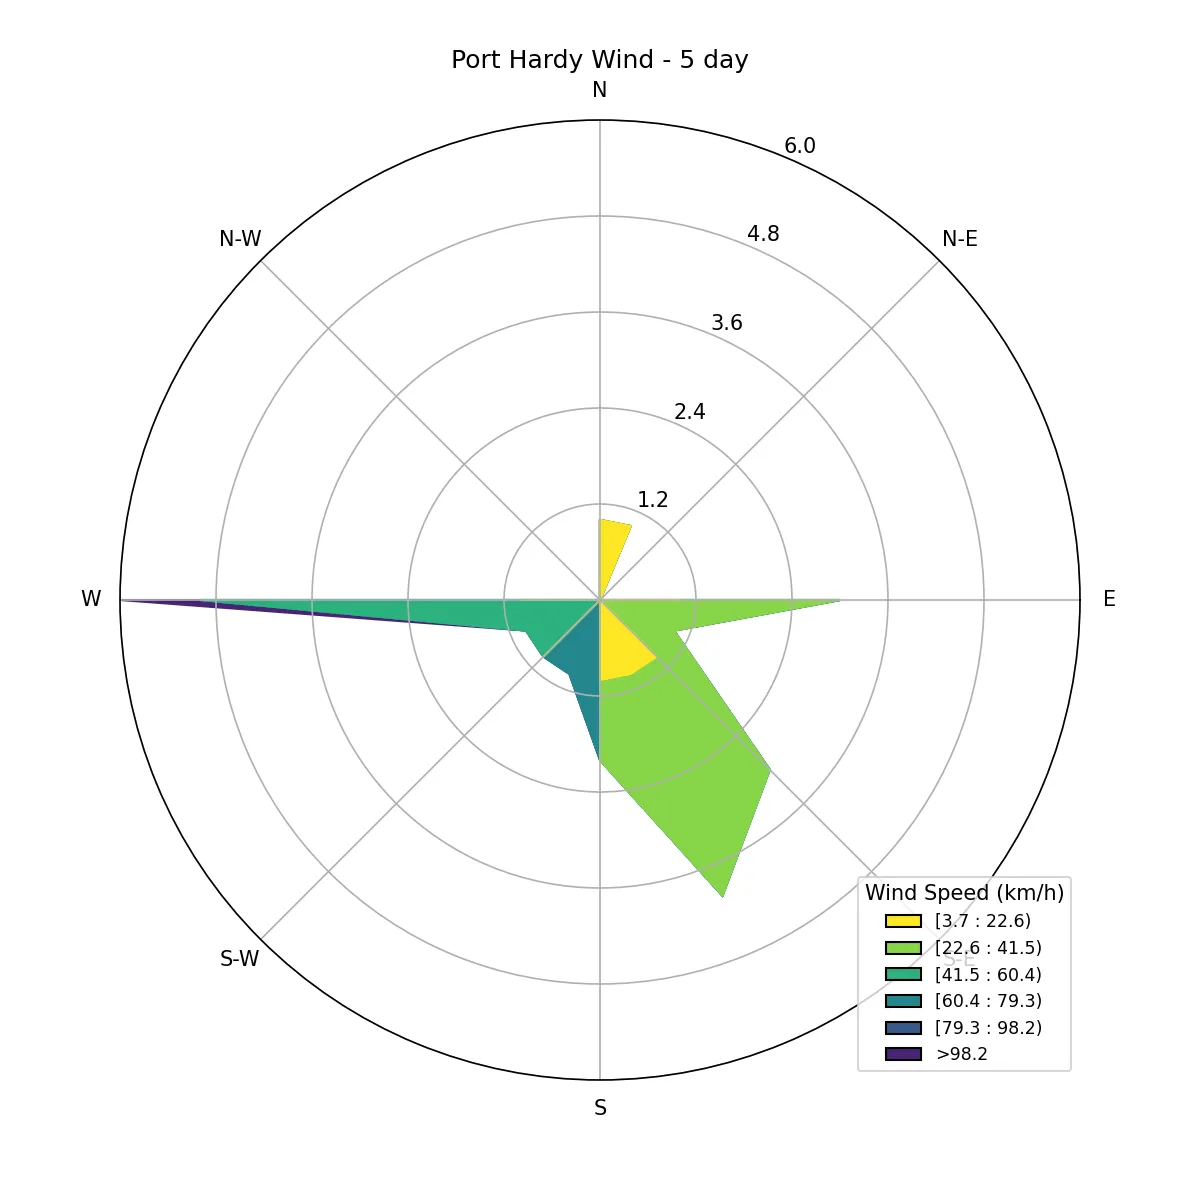 Port Hardy Wind - 5 day
N
6.0
N-W
N-E
4.8
3.6
2.4
1.2
W
E
Wind Speed (km/h)
[3.7 : 22.6)
[22.6 : 41.5)
S-W
S-E
[41.5 : 60.4)
[60.4 : 79.3)
[79.3 : 98.2)
>98.2
S